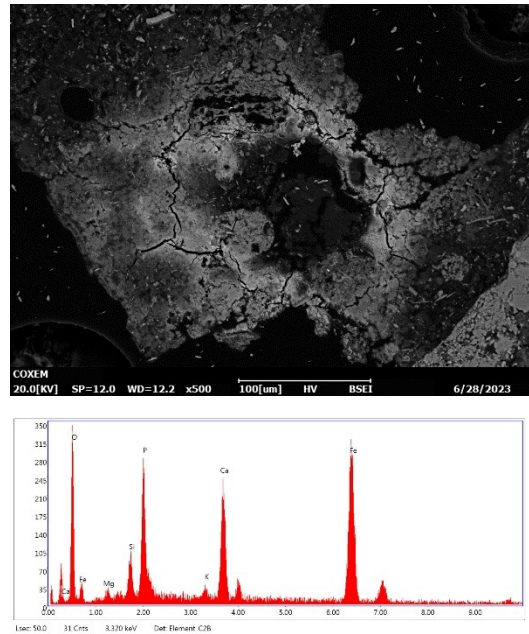 COXEM
20.0[KV] SP=12.0 WD=12.2 x500 100[um] HV BSEI 6/28/2023
350
315
280
245
210
175
140
105
70
35
0
O
P
Ca
Fe
Si
Ca
Fe
Mg
K
0.00 1.00 2.00 3.00 4.00 5.00 6.00 7.00 8.00 9.00
Lsec: 50.0 31 Cnts 3.320 keV Det: Element C2B